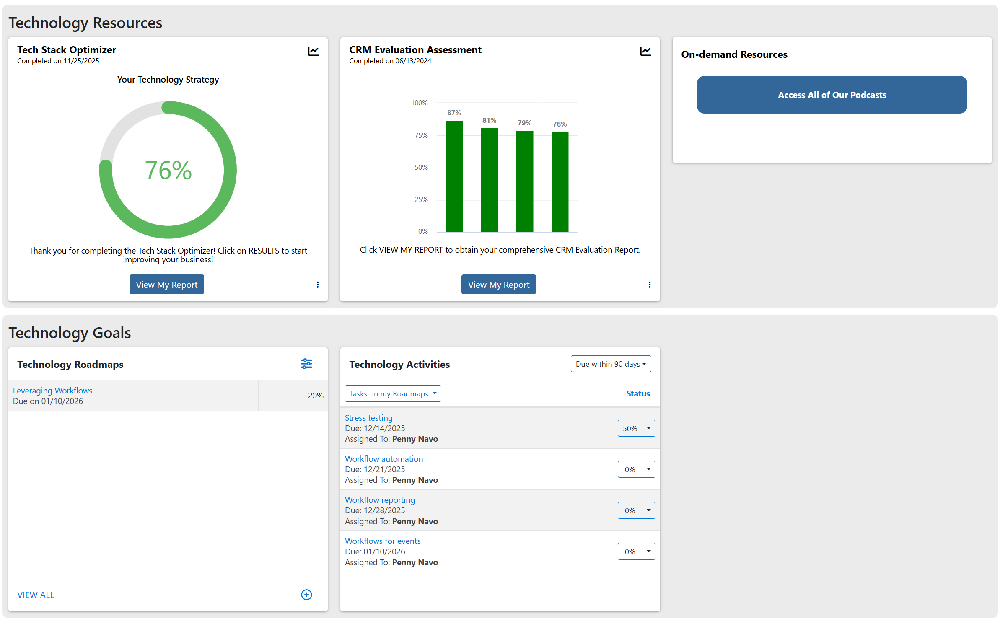 Technology Resources
Tech Stack Optimizer
Completed on 11/25/2025
Your Technology Strategy
76%
Thank you for completing the Tech Stack Optimizer! Click on RESULTS to start
improving your business!
View My Report
CRM Evaluation Assessment
Completed on 06/13/2024
100%
75%
50%
25%
0%
87%
81%
79%
78%
Click VIEW MY REPORT to obtain your comprehensive CRM Evaluation Report.
View My Report
On-demand Resources
Access All of Our Podcasts
Technology Goals
Technology Roadmaps
Leveraging Workflows
Due on 01/10/2026
20%
VIEW ALL
Technology Activities
Due within 90 days
Tasks on my Roadmaps
Status
Stress testing
Due: 12/14/2025
Assigned To: Penny Navo
50%
Workflow automation
Due: 12/21/2025
Assigned To: Penny Navo
0%
Workflow reporting
Due: 12/28/2025
Assigned To: Penny Navo
0%
Workflows for events
Due: 01/10/2026
Assigned To: Penny Navo
0%